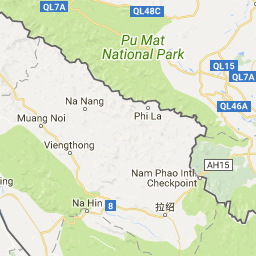 QL7A
QL48C
Pu Mat
National Park
QL15
QL7A
Na Nang
QL46A
Phi La
Muang Noi
Viengthong
AH15
Nam Phao Intl
Checkpoint
ing
Na Hin
8
拉绍